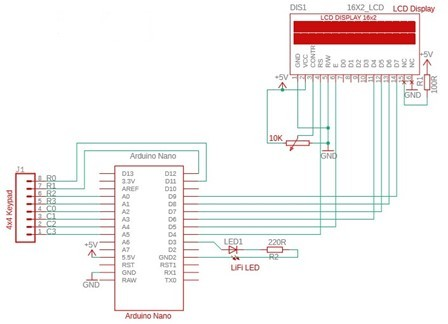 DIS1 16X2_LCD LCD Display
LCD DISPLAY 16x2
GND
VCC
CONTR
RS
R/W
E
D0
D1
D2
D3
D4
D5
D6
D7
NC
NC
+5V
R1
100R
GND
+5V
10K
GND
J1
4x4 Keypad
8 R0
7 R1
6 R2
5 R3
4 C0
3 C1
2 C2
1 C3
Arduino Nano
D13 D12
3.3V D11
AREF D10
A0 D9
A1 D8
A2 D7
A3 D6
A4 D5
A5 D4
A6 D3
A7 D2
5.5V GND2
RST RST1
GND RX1
RAW TX0
+5V
GND
LED1 220R
R2
LiFi LED
Arduino Nano